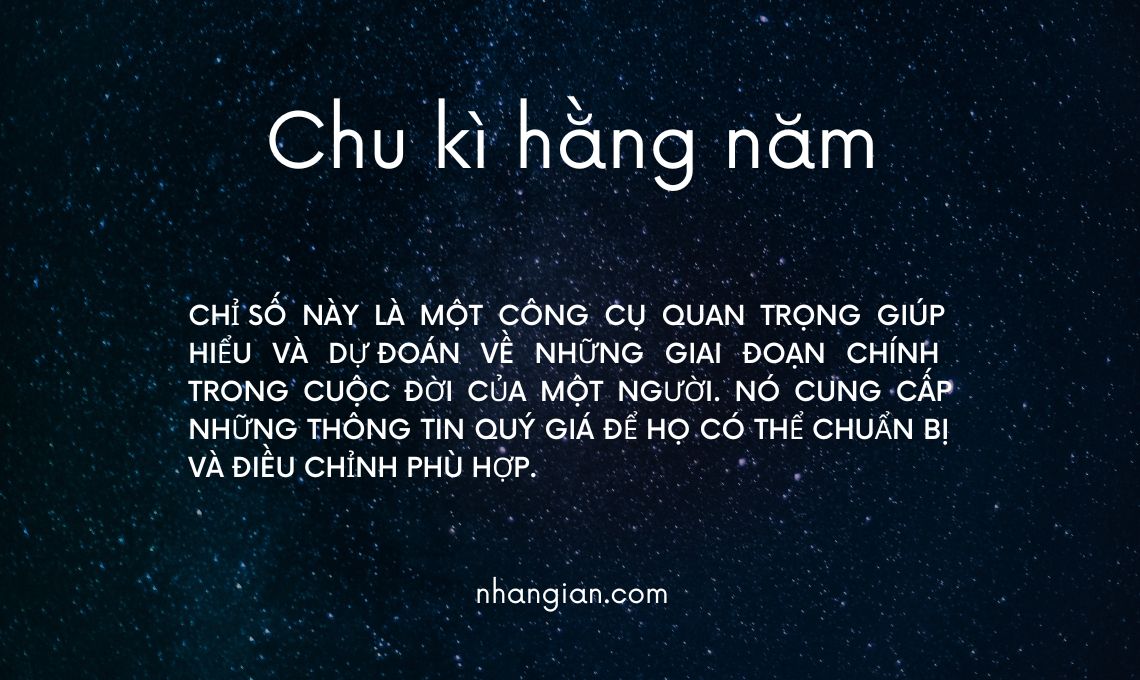 Chu kì hằng năm
CHỈ SỐ NÀY LÀ MỘT CÔNG CỤ QUAN TRỌNG GIÚP
HIỂU VÀ DỰ ĐOÁN VỀ NHỮNG GIAI ĐOẠN CHÍNH
TRONG CUỘC ĐỜI CỦA MỘT NGƯỜI. NÓ CUNG CẤP
NHỮNG THÔNG TIN QUÝ GIÁ ĐỂ HỌ CÓ THỂ CHUẨN BỊ
VÀ ĐIỀU CHỈNH PHÙ HỢP.
nhangian.com